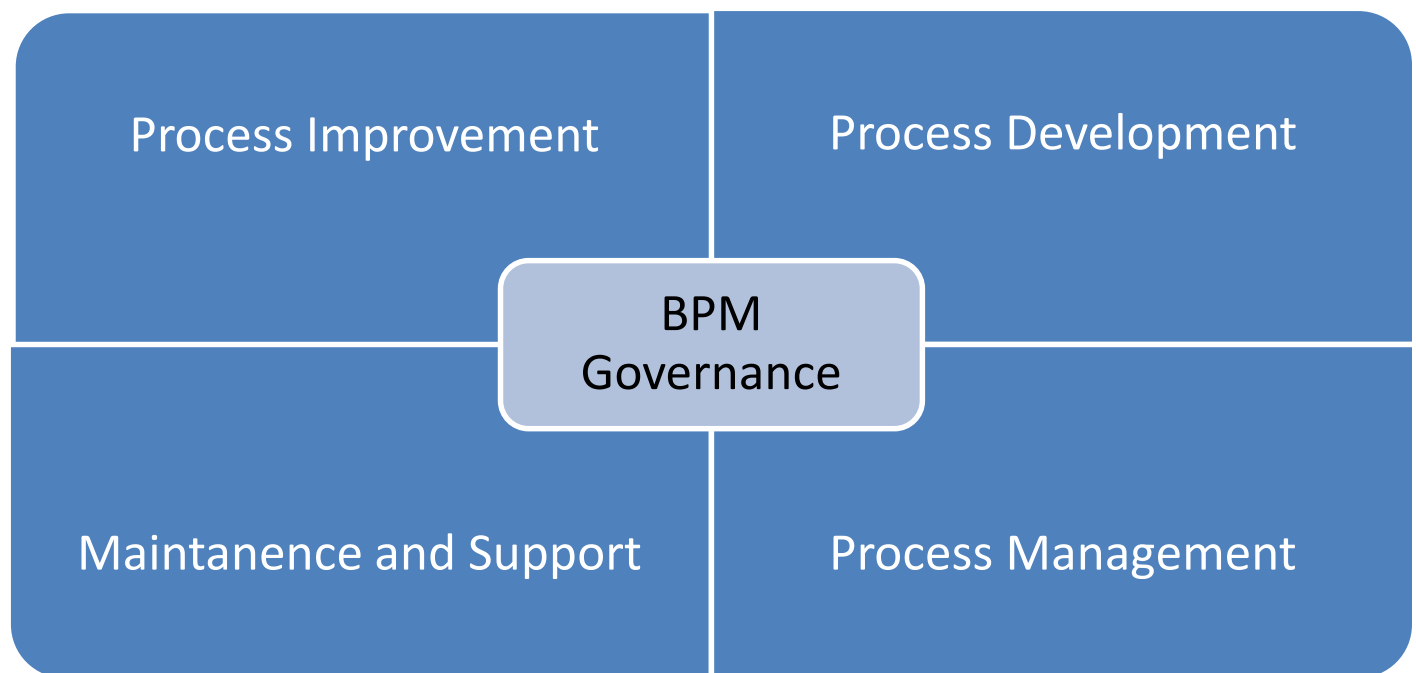 Process Improvement
Process Development
BPM
Governance
Maintanence and Support
Process Management